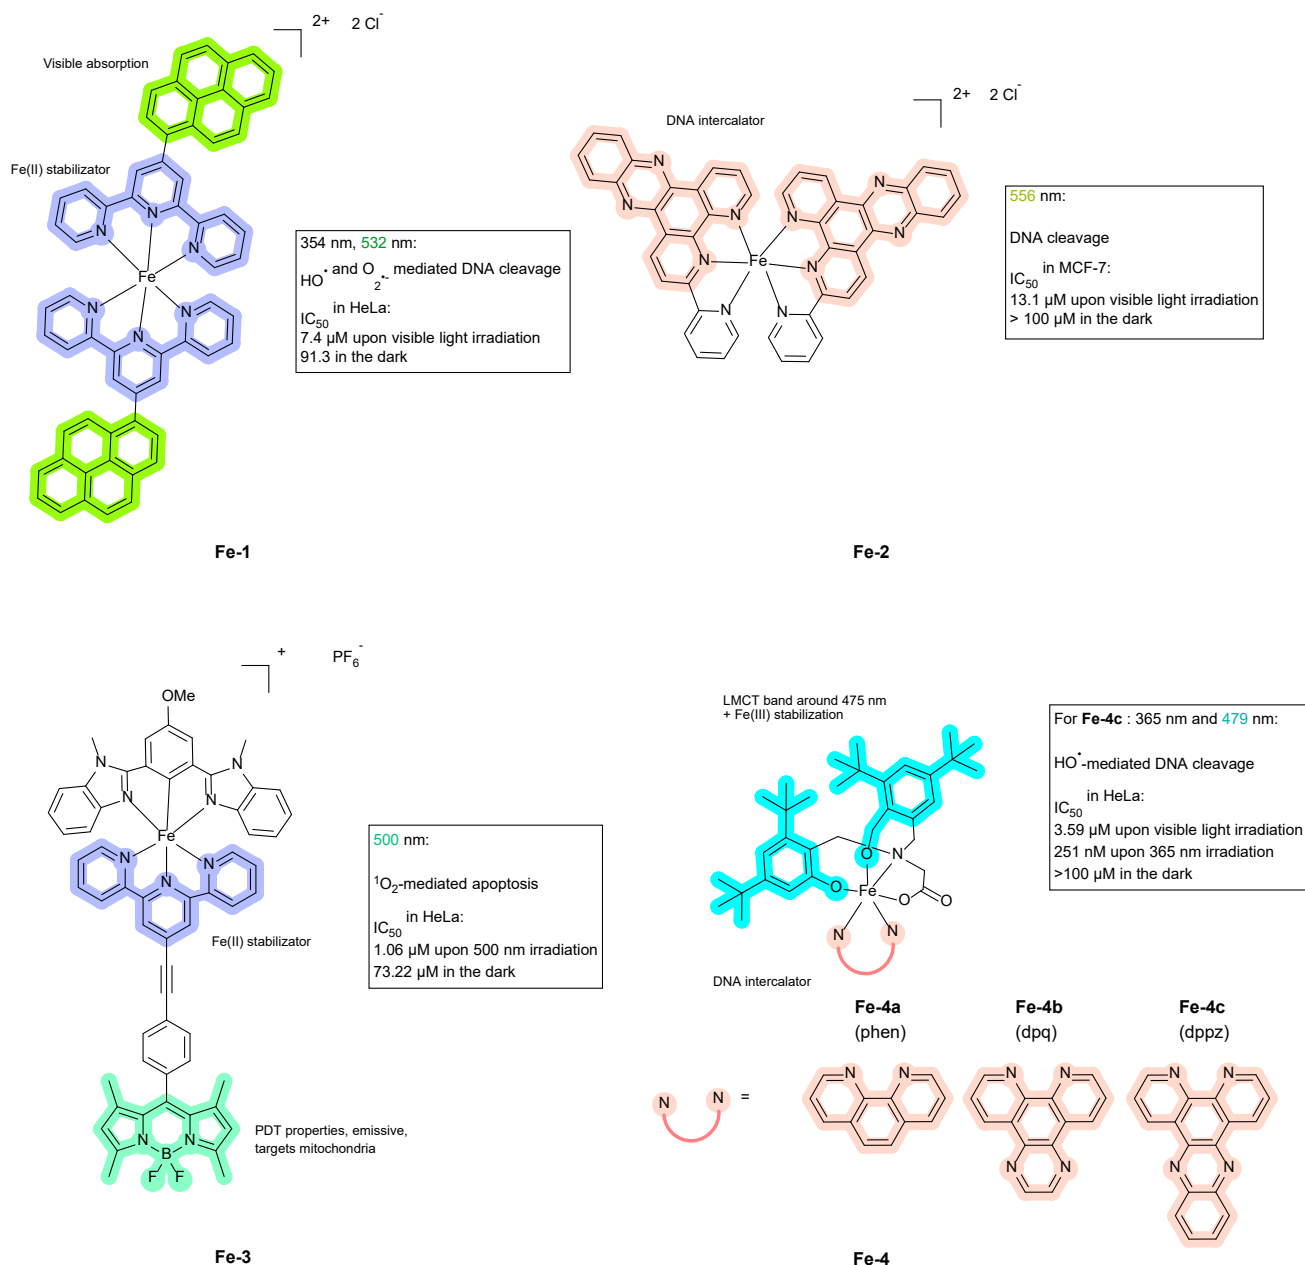 2+ 2 Cl-
Visible absorption
Fe(II) stabilizator
N
N
N
N
Fe
N
N
N
354 nm, 532 nm:
HO• and O2•- mediated DNA cleavage
IC50 in HeLa:
7.4 µM upon visible light irradiation
91.3 in the dark
Fe-1
2+ 2 Cl-
DNA intercalator
N
N
N
N
N
N
N
Fe
N
N
N
556 nm:
DNA cleavage
IC50 in MCF-7:
13.1 µM upon visible light irradiation
> 100 µM in the dark
Fe-2
+ PF6-
OMe
N
N
N
N
Fe
N
N
N
Fe(II) stabilizator
N
N
B
F
F
PDT properties, emissive,
targets mitochondria
500 nm:
1O2-mediated apoptosis
IC50 in HeLa:
1.06 µM upon 500 nm irradiation
73.22 µM in the dark
Fe-3
LMCT band around 475 nm
+ Fe(III) stabilization
O
N
O
Fe
O
O
N
N
DNA intercalator
For Fe-4c : 365 nm and 479 nm:
HO•-mediated DNA cleavage
IC50 in HeLa:
3.59 µM upon visible light irradiation
251 nM upon 365 nm irradiation
>100 µM in the dark
Fe-4a Fe-4b Fe-4c
(phen) (dpq) (dppz)
N N =
N N
N N
N N
N N
N N
Fe-4